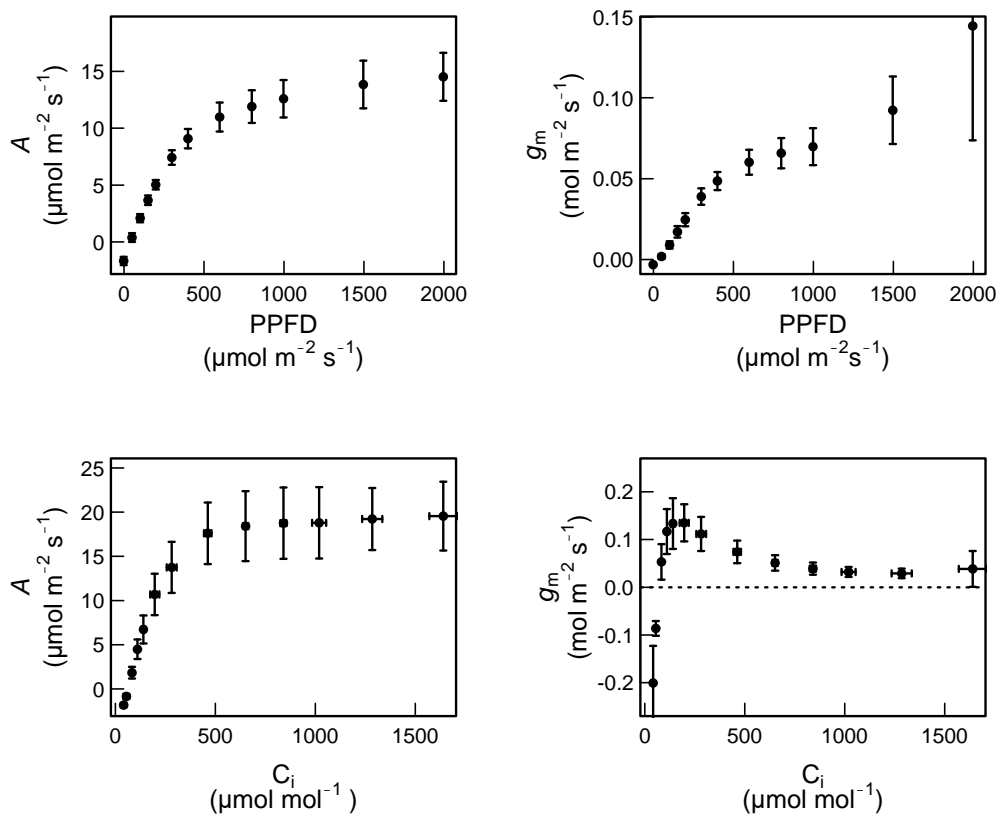 A
(µmol m⁻² s⁻¹)
15
10
5
0
0 500 1000 1500 2000
PPFD
(µmol m⁻² s⁻¹)
gm
(mol m⁻² s⁻¹)
0.15
0.10
0.05
0.00
0 500 1000 1500 2000
PPFD
(µmol m⁻²s⁻¹)
A
(µmol m⁻² s⁻¹)
25
20
15
10
5
0
0 500 1000 1500
Ci
(µmol mol⁻¹ )
gm
(mol m⁻² s⁻¹)
0.2
0.1
0.0
-0.1
-0.2
0 500 1000 1500
Ci
(µmol mol⁻¹)